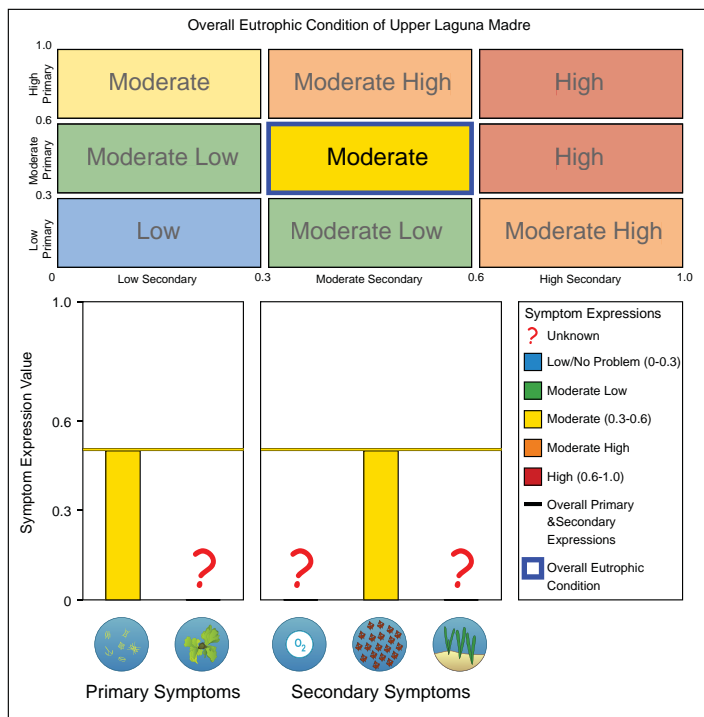 Overall Eutrophic Condition of Upper Laguna Madre
1.0
High
Primary
Moderate
Moderate High
High
0.6
Moderate
Primary
Moderate Low
Moderate
High
0.3
Low
Primary
Low
Moderate Low
Moderate High
0
Low Secondary
0.3
Moderate Secondary
0.6
High Secondary
1.0
Symptom Expression Value
1.0
0.6
0.3
0
?
?
?
O2
Primary Symptoms
Secondary Symptoms
Symptom Expressions
? Unknown
Low/No Problem (0-0.3)
Moderate Low
Moderate (0.3-0.6)
Moderate High
High (0.6-1.0)
Overall Primary
&Secondary
Expressions
Overall Eutrophic
Condition